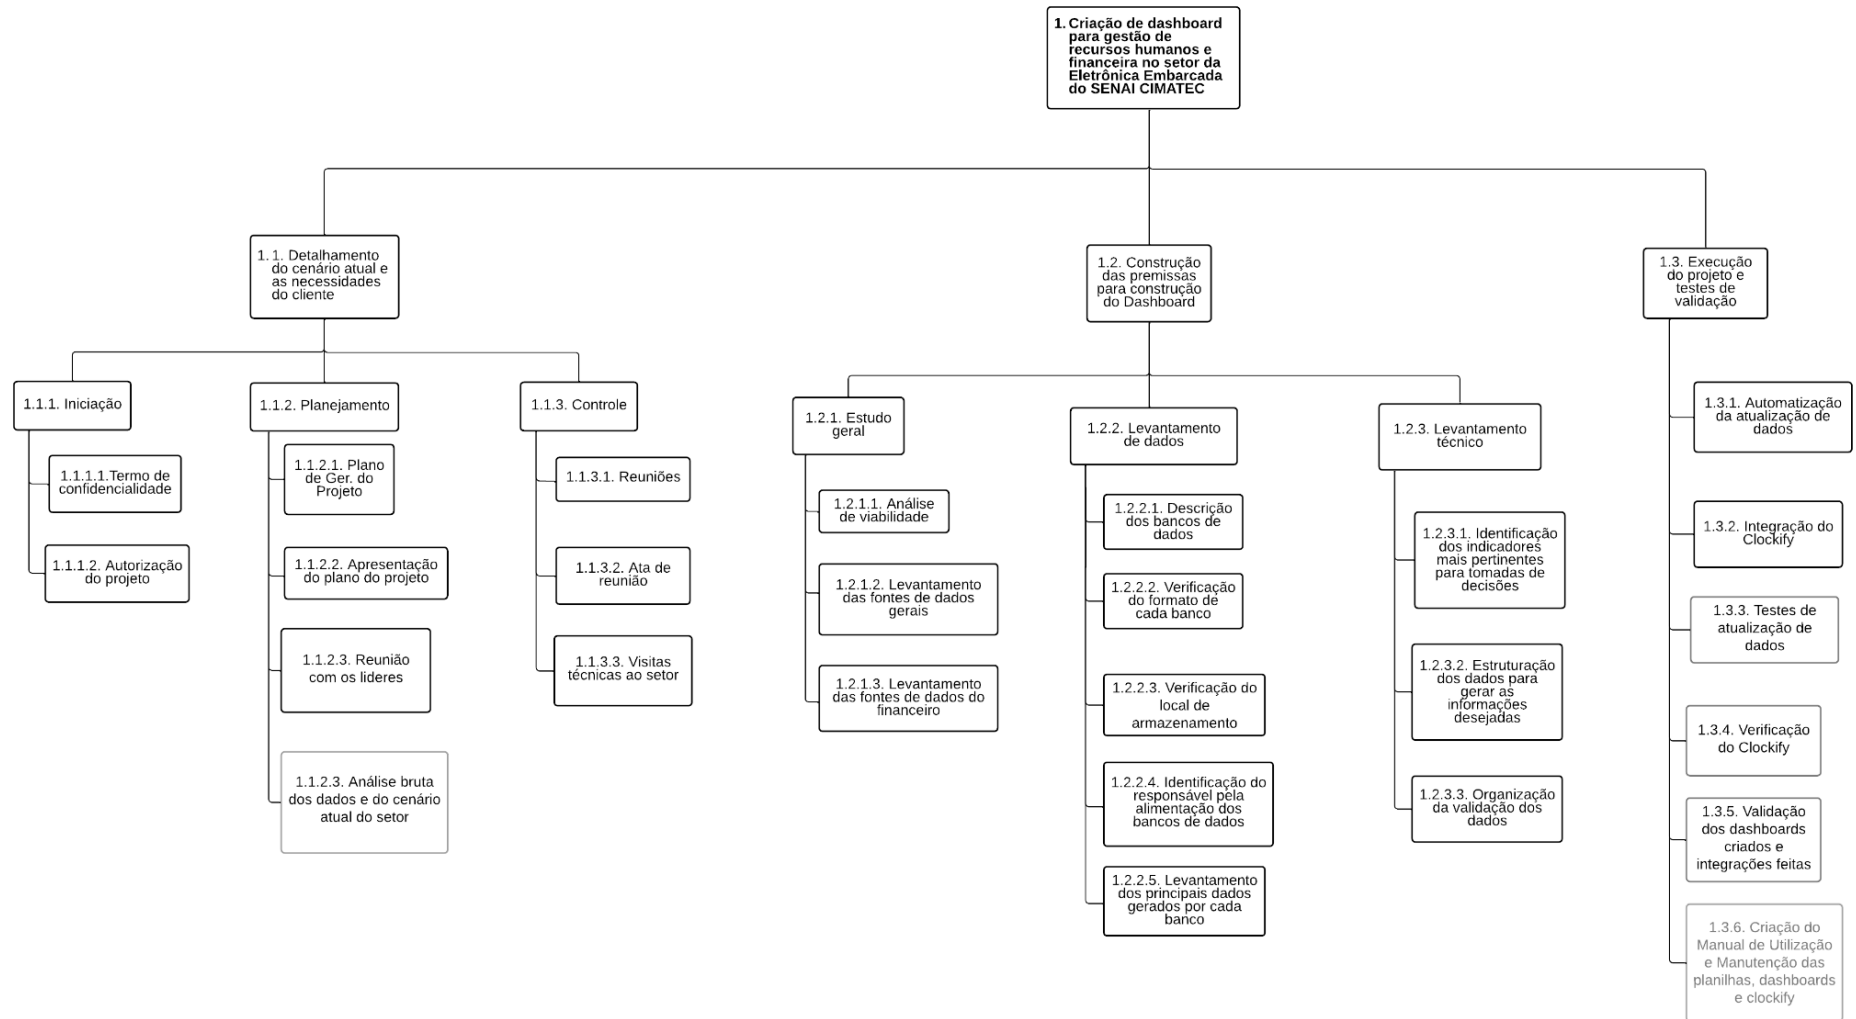 1. Criação de dashboard
para gestão de
recursos humanos e
financeira no setor da
Eletrônica Embarcada
do SENAI CIMATEC
1. 1. Detalhamento
do cenário atual e
as necessidades
do cliente
1.1.1. Iniciação
1.1.1.1.Termo de
confidencialidade
1.1.1.2. Autorização
do projeto
1.1.2. Planejamento
1.1.2.1. Plano
de Ger. do
Projeto
1.1.2.2. Apresentação
do plano do projeto
1.1.2.3. Reunião
com os lideres
1.1.2.3. Análise bruta
dos dados e do cenário
atual do setor
1.1.3. Controle
1.1.3.1. Reuniões
1.1.3.2. Ata de
reunião
1.1.3.3. Visitas
técnicas ao setor
1.2. Construção
das premissas
para construção
do Dashboard
1.2.1. Estudo
geral
1.2.1.1. Análise
de viabilidade
1.2.1.2. Levantamento
das fontes de dados
gerais
1.2.1.3. Levantamento
das fontes de dados do
financeiro
1.2.2. Levantamento
de dados
1.2.2.1. Descrição
dos bancos de
dados
1.2.2.2. Verificação
do formato de
cada banco
1.2.2.3. Verificação do
local de
armazenamento
1.2.2.4. Identificação do
responsável pela
alimentação dos
bancos de dados
1.2.2.5. Levantamento
dos principais dados
gerados por cada
banco
1.2.3. Levantamento
técnico
1.2.3.1. Identificação
dos indicadores
mais pertinentes
para tomadas de
decisões
1.2.3.2. Estruturação
dos dados para
gerar as
informações
desejadas
1.2.3.3. Organização
da validação dos
dados
1.3. Execução
do projeto e
testes de
validação
1.3.1. Automatização
da atualização de
dados
1.3.2. Integração do
Clockify
1.3.3. Testes de
atualização de
dados
1.3.4. Verificação
do Clockify
1.3.5. Validação
dos dashboards
criados e
integrações feitas
1.3.6. Criação do
Manual de Utilização
e Manutenção das
planilhas, dashboards
e clockify